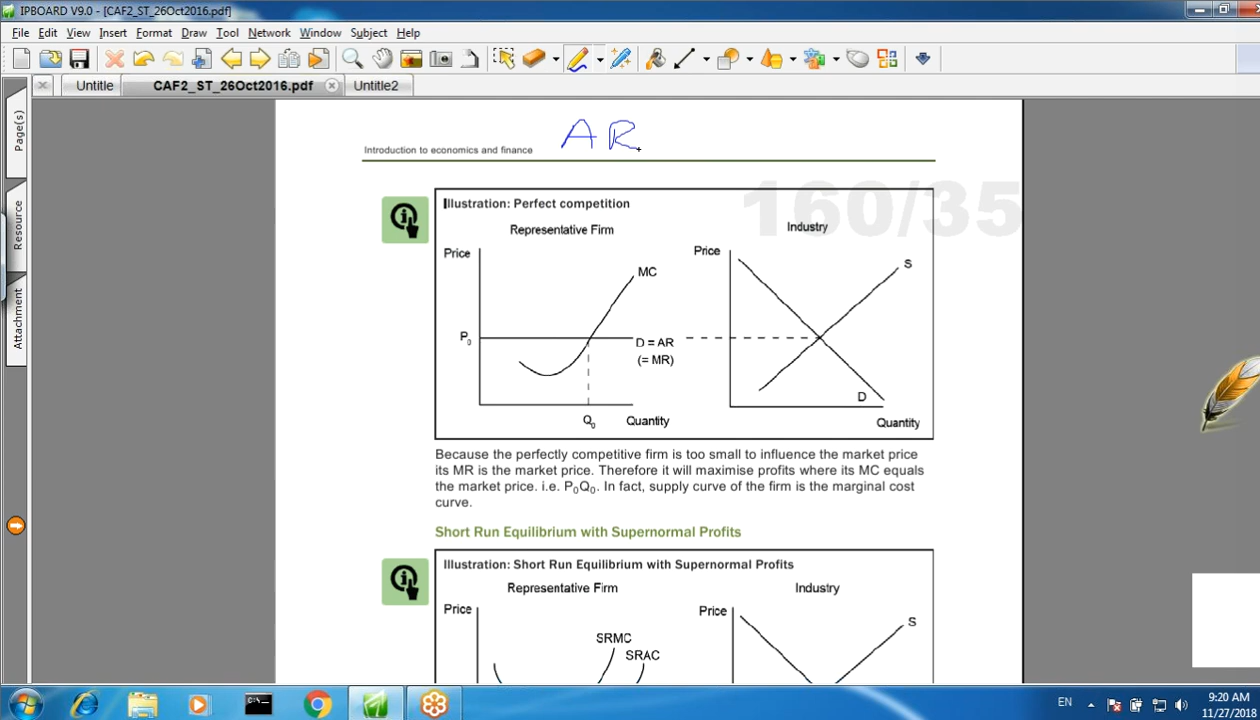 IPBOARD V9.0 - [CAF2_ST_26Oct2016.pdf]
File Edit View Insert Format Draw Tool Network Window Subject Help
Untitle CAF2_ST_26Oct2016.pdf Untitle2
Page(s)
Resource
Attachment
AR
Introduction to economics and finance
160/35
Illustration: Perfect competition
Representative Firm
Industry
Price
MC
P0
D = AR
(= MR)
Q0
Quantity
Price
S
D
Quantity
Because the perfectly competitive firm is too small to influence the market price
its MR is the market price. Therefore it will maximise profits where its MC equals
the market price. i.e. P0Q0. In fact, supply curve of the firm is the marginal cost
curve.
Short Run Equilibrium with Supernormal Profits
Illustration: Short Run Equilibrium with Supernormal Profits
Representative Firm
Industry
Price
SRMC
SRAC
Price
S
EN
9:20 AM
11/27/2018